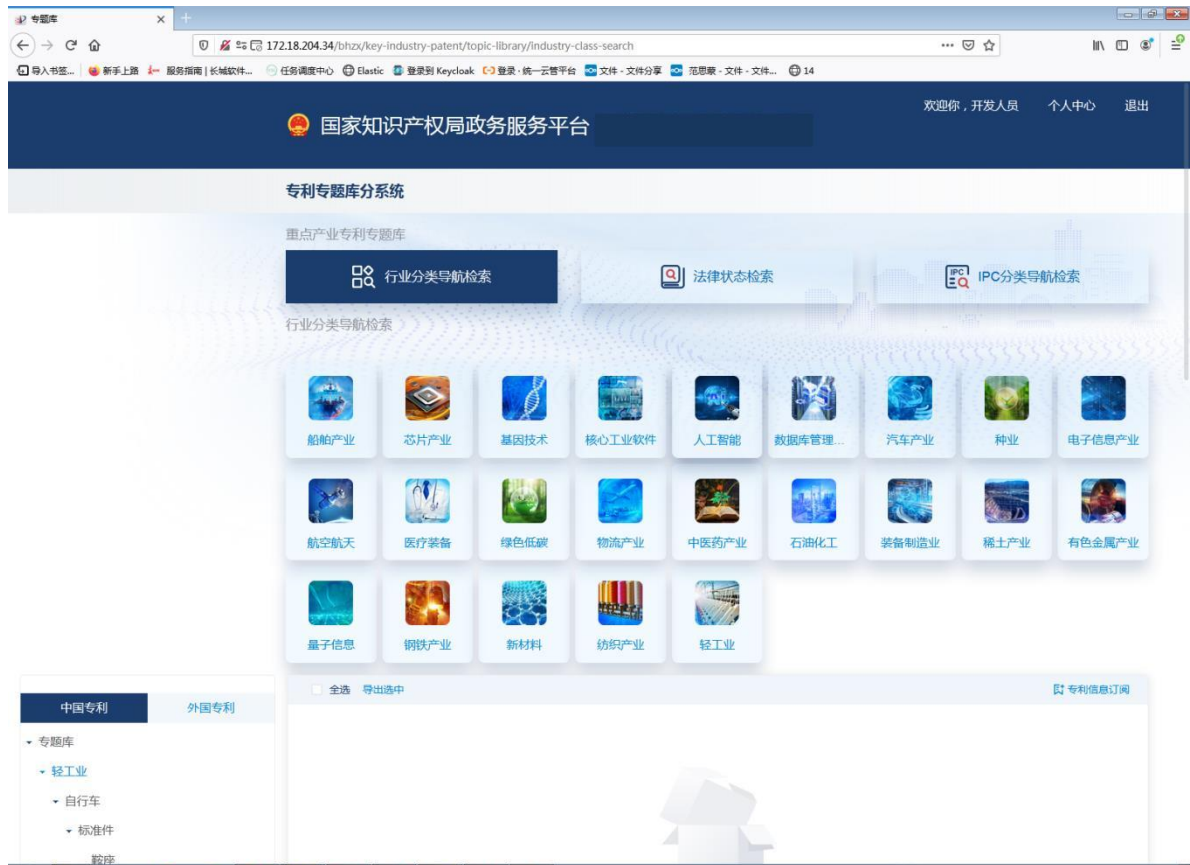 专题库
172.18.204.34/bhzx/key-industry-patent/topic-library/industry-class-search
导入书签... 新手上路 服务指南 | 长城软件... 任务调度中心 Elastic 登录到 Keycloak 登录 · 统一云管平台 文件 - 文件分享 范思蒙 - 文件 - 文件... 14
欢迎你，开发人员 个人中心 退出
国家知识产权局政务服务平台
专利专题库分系统
重点产业专利专题库
行业分类导航检索 法律状态检索 IPC分类导航检索
行业分类导航检索
船舶产业 芯片产业 基因技术 核心工业软件 人工智能 数据库管理... 汽车产业 种业 电子信息产业
航空航天 医疗装备 绿色低碳 物流产业 中医药产业 石油化工 装备制造业 稀土产业 有色金属产业
量子信息 钢铁产业 新材料 纺织产业 轻工业
全选 导出选中 专利信息订阅
中国专利 外国专利
专题库
轻工业
自行车
标准件
鞍座